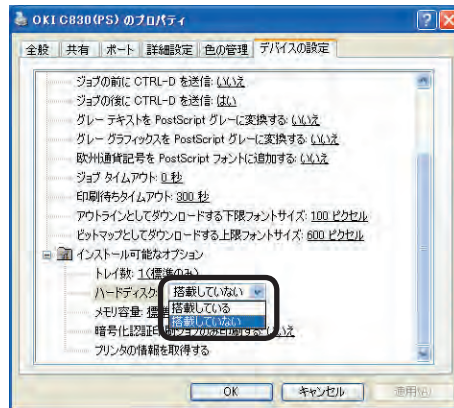 OKI C830(PS) のプロパティ
全般 共有 ポート 詳細設定 色の管理 デバイスの設定
ジョブの前に CTRL-D を送信: いいえ
ジョブの後に CTRL-D を送信: はい
グレー テキストを PostScript グレーに変換する: いいえ
グレー グラフィックスを PostScript グレーに変換する: いいえ
欧州通貨記号を PostScript フォントに追加する: いいえ
ジョブ タイムアウト: 0 秒
印刷待ちタイムアウト: 300 秒
アウトラインとしてダウンロードする下限フォントサイズ: 100 ピクセル
ビットマップとしてダウンロードする上限フォントサイズ: 600 ピクセル
インストール可能なオプション
トレイ数: 1(標準のみ)
ハードディスク: 搭載していない
搭載している
メモリ容量: 標準
搭載していない
暗号化認証印刷ジョブのみ印刷する: いいえ
プリンタの情報を取得する
OK キャンセル 適用(A)